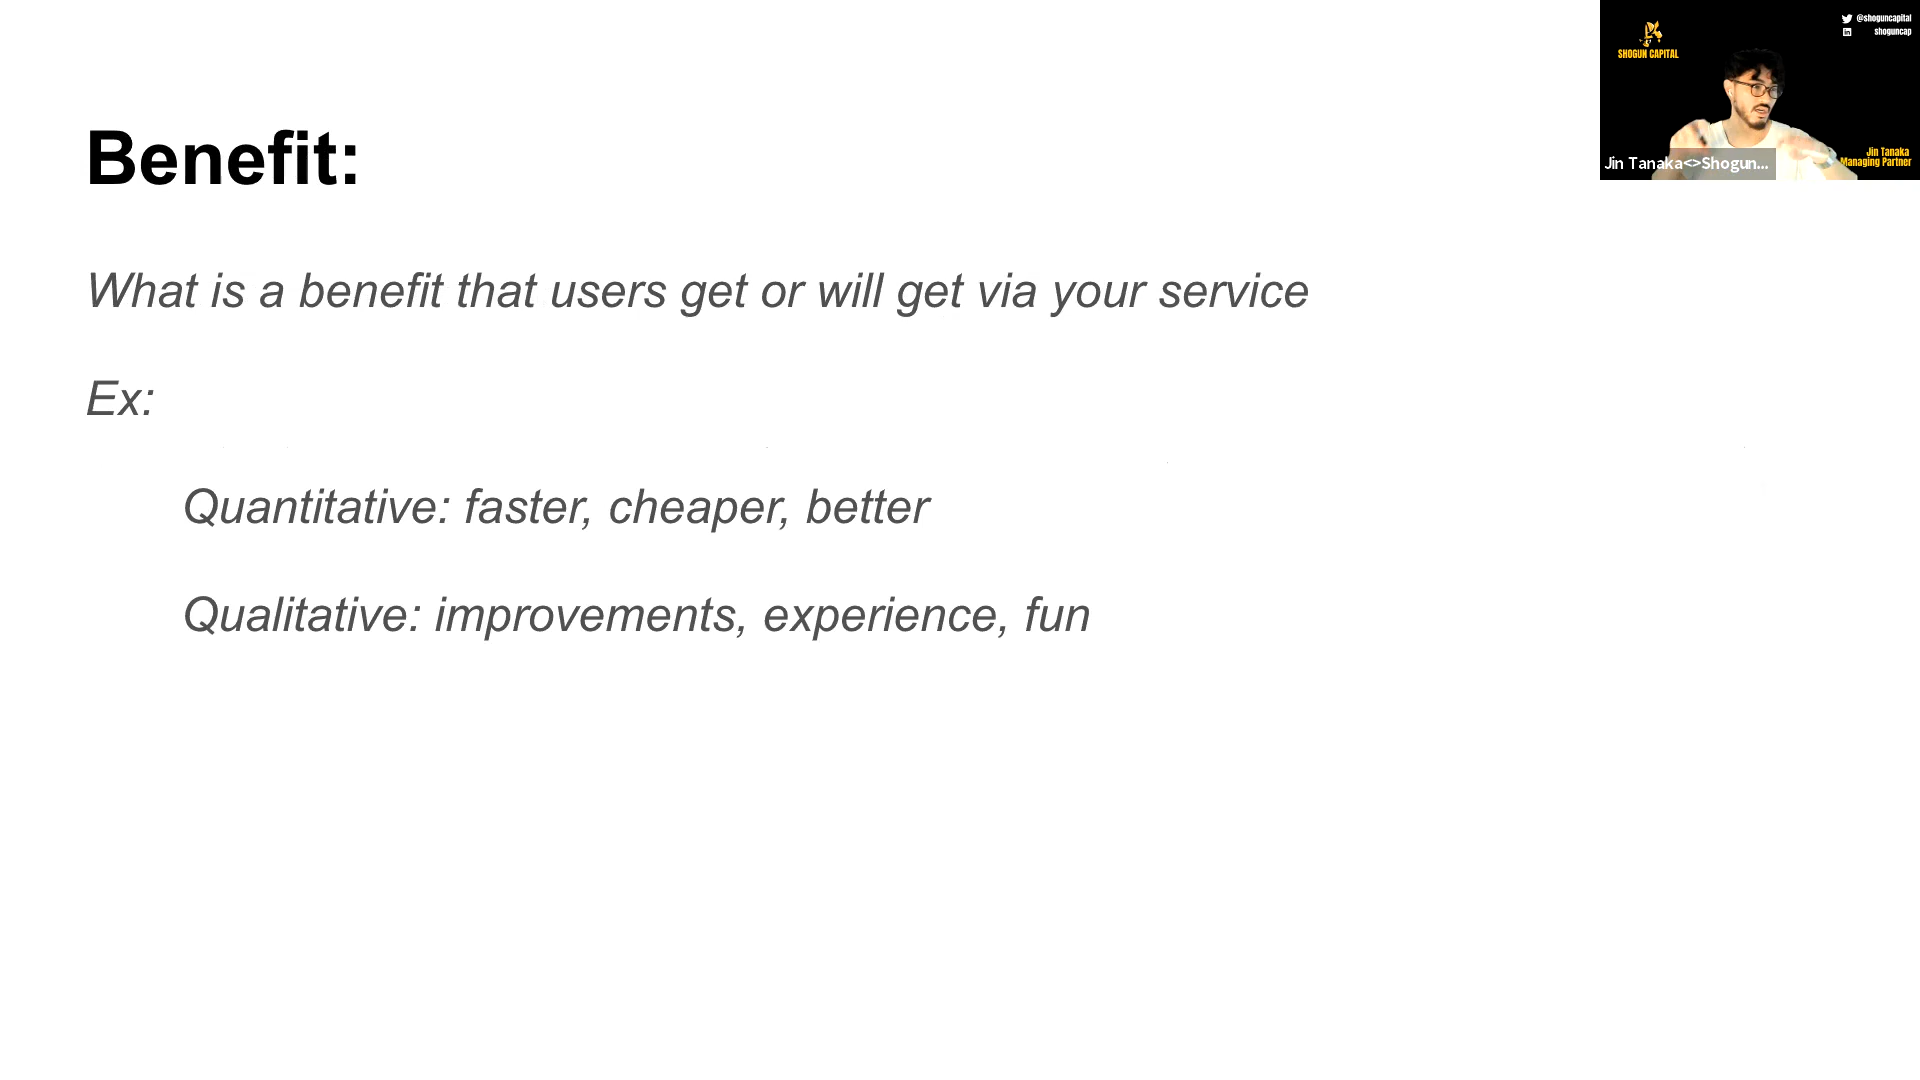 Benefit:
What is a benefit that users get or will get via your service
Ex:
Quantitative: faster, cheaper, better
Qualitative: improvements, experience, fun
SHOGUN CAPITAL
@shoguncapital
shoguncap
Jin Tanaka
Managing Partner
Jin Tanaka<>Shogun...